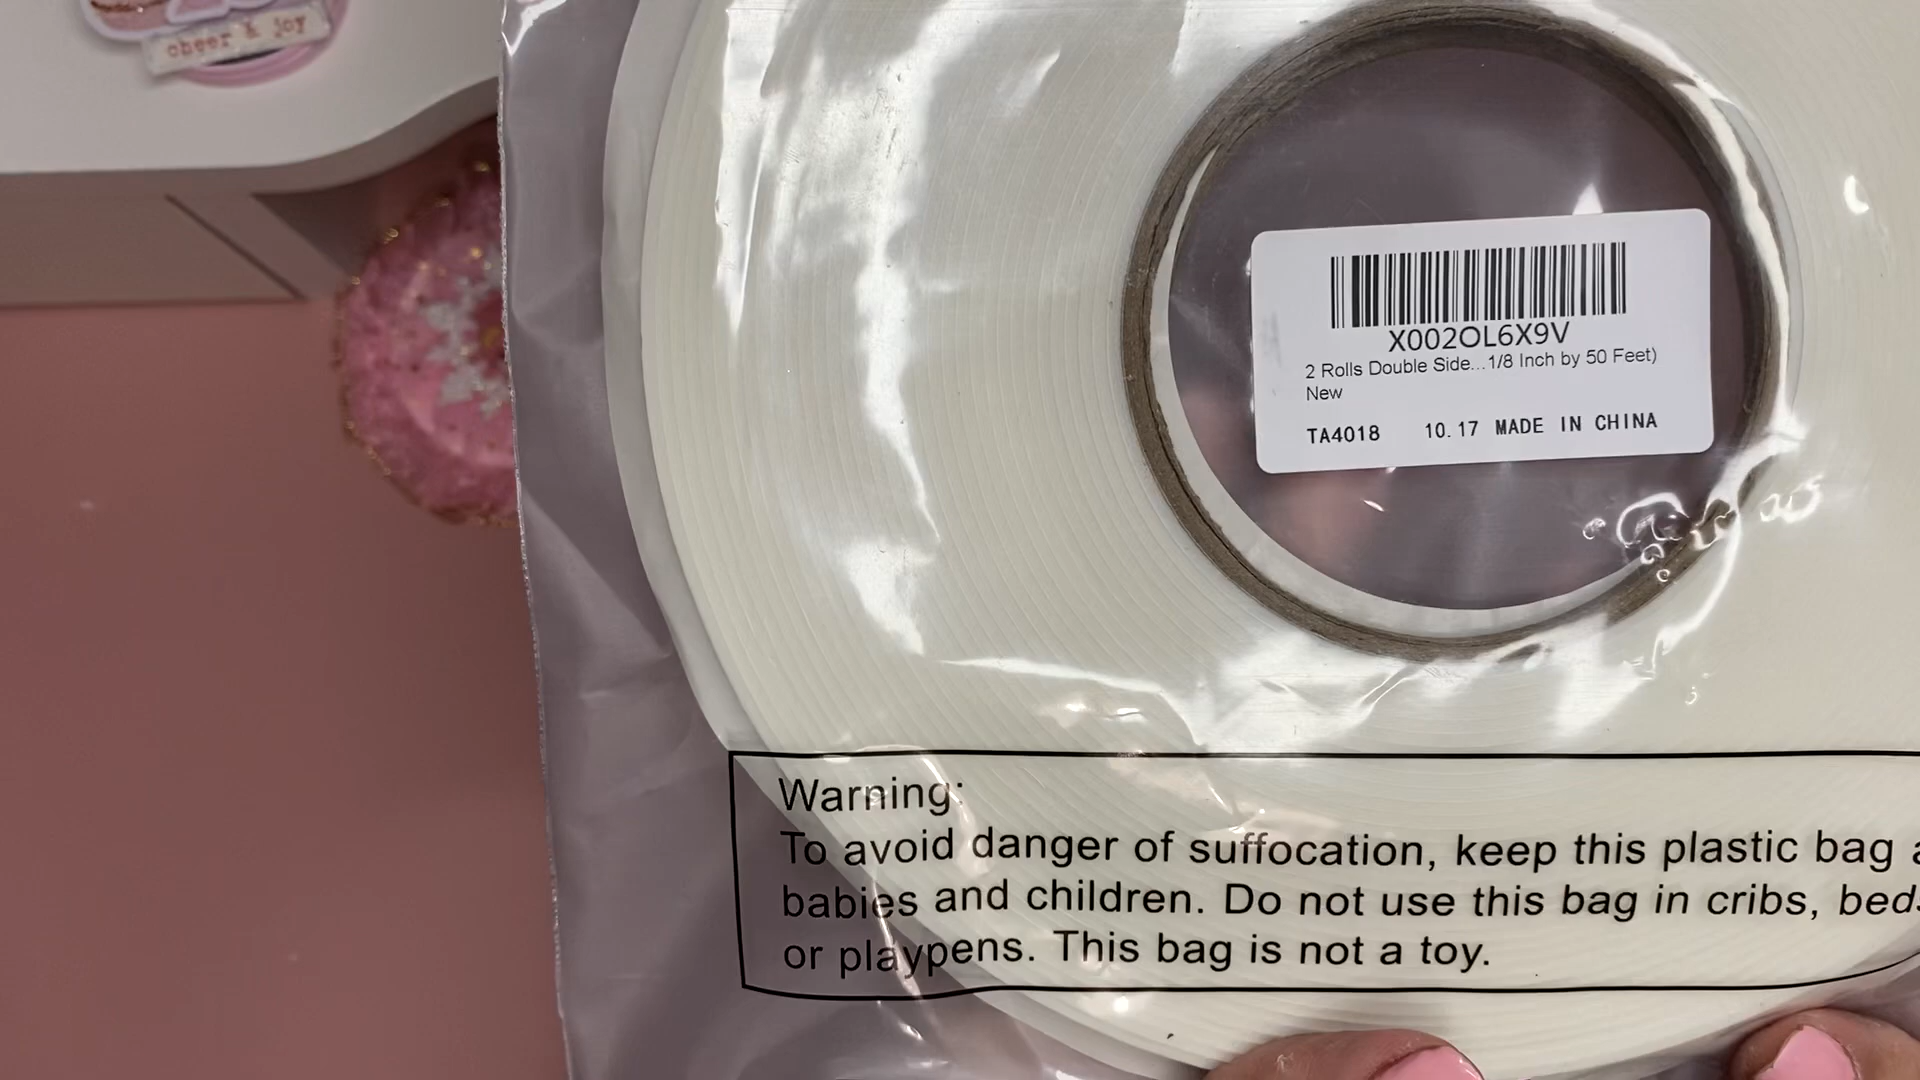 cheer & joy
X002OL6X9V
2 Rolls Double Side...1/8 Inch by 50 Feet)
New
TA4018 10.17 MADE IN CHINA
Warning:
To avoid danger of suffocation, keep this plastic bag
babies and children. Do not use this bag in cribs,
or playpens. This bag is not a toy.